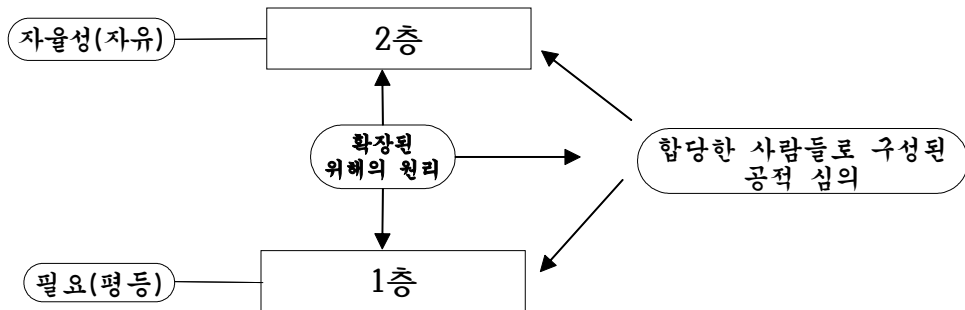 자율성(자유)
2층
확장된
위해의 원리
합당한 사람들로 구성된
공적 심의
필요(평등)
1층